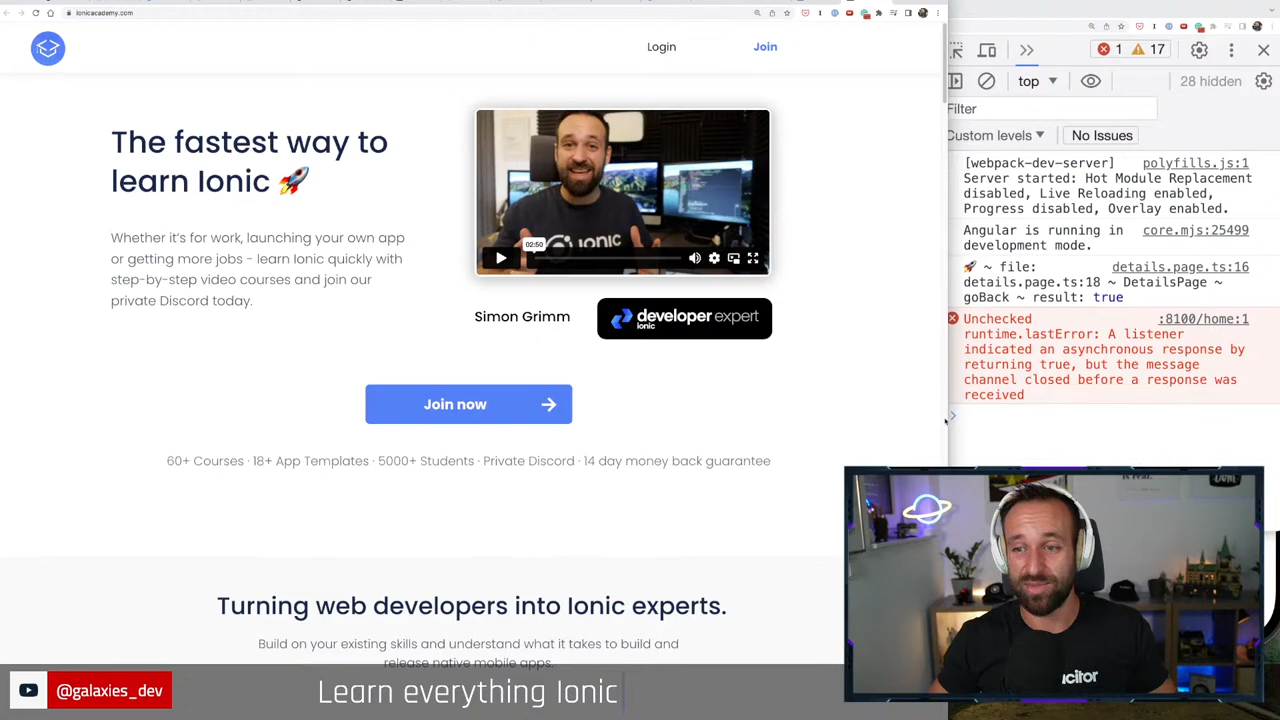 ionicacademy.com
Login
Join
The fastest way to
learn Ionic 🚀
Whether it's for work, launching your own app
or getting more jobs - learn Ionic quickly with
step-by-step video courses and join our
private Discord today.
02:50
IONIC
Simon Grimm
developer expert
ionic
Join now
60+ Courses · 18+ App Templates · 5000+ Students · Private Discord · 14 day money back guarantee
Turning web developers into Ionic experts.
Build on your existing skills and understand what it takes to build and
release native mobile apps.
1 17
top
28 hidden
Filter
Custom levels
No Issues
[webpack-dev-server] polyfills.js:1
Server started: Hot Module Replacement
disabled, Live Reloading enabled,
Progress disabled, Overlay enabled.
Angular is running in core.mjs:25499
development mode.
🚀 ~ file: details.page.ts:16
details.page.ts:18 ~ DetailsPage ~
goBack ~ result: true
Unchecked :8100/home:1
runtime.lastError: A listener
indicated an asynchronous response by
returning true, but the message
channel closed before a response was
received
@galaxies_dev
Learn everything Ionic